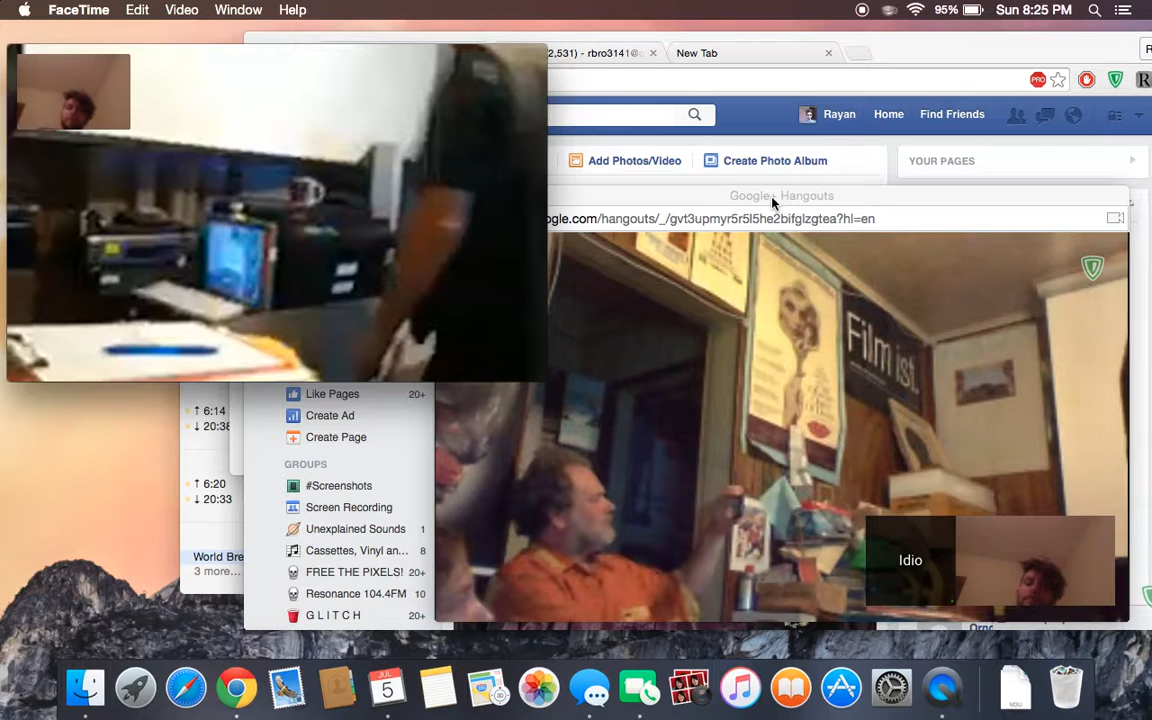 FaceTime Edit Video Window Help 95% Sun 8:25 PM
2,531) - rbro3141@ New Tab
PRO R
Rayan Home Find Friends
Add Photos/Video Create Photo Album YOUR PAGES
Google+ Hangouts
ogle.com/hangouts/_/gvt3upmyr5r5l5he2bifglzgtea?hl=en
Film ist.
Like Pages 20+
↑ 6:14
Create Ad
↓ 20:38
Create Page
GROUPS
↑ 6:20
#Screenshots
↓ 20:33
Screen Recording
Unexplained Sounds 1
World Bre
Cassettes, Vinyl an... 8
3 more...
FREE THE PIXELS! 20+
Resonance 104.4FM 10
G L I T C H 20+
Idio
5